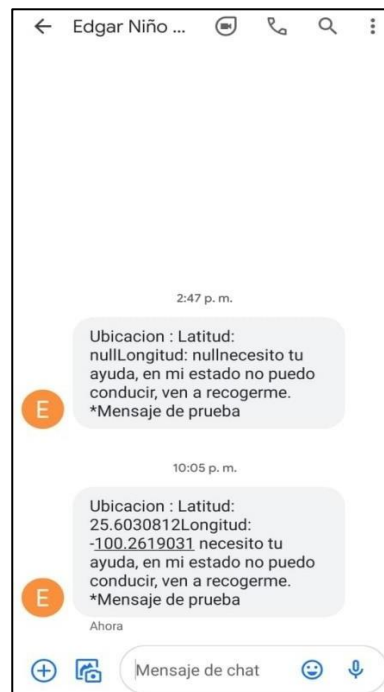 Edgar Niño ...
2:47 p. m.
Ubicacion : Latitud:
nullLongitud: nullnecesito tu
ayuda, en mi estado no puedo
conducir, ven a recogerme.
*Mensaje de prueba
E
10:05 p. m.
Ubicacion : Latitud:
25.6030812Longitud:
-100.2619031 necesito tu
ayuda, en mi estado no puedo
conducir, ven a recogerme.
*Mensaje de prueba
E
Ahora
Mensaje de chat